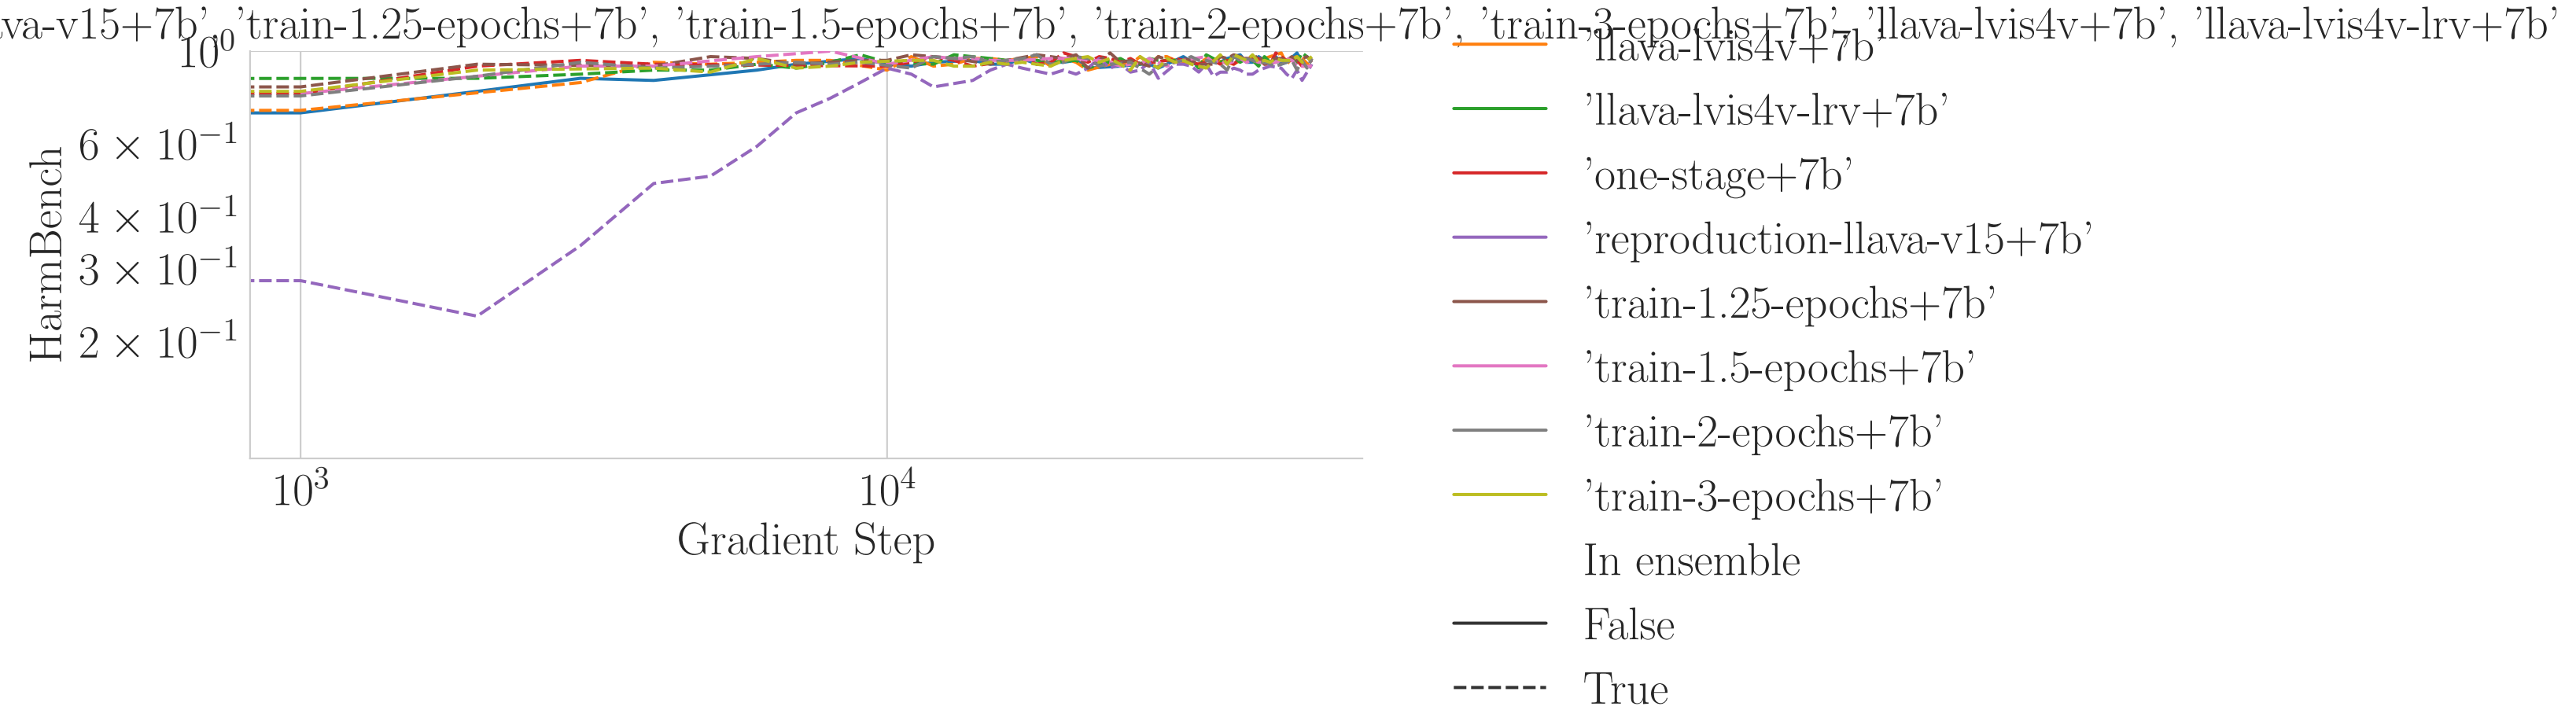 va-v15+7b', 'train-1.25-epochs+7b', 'train-1.5-epochs+7b', 'train-2-epochs+7b', 'train-3-epochs+7b', 'llava-lvis4v+7b', 'llava-lvis4v-lrv+7b'
10^0
6 × 10^−1
4 × 10^−1
3 × 10^−1
2 × 10^−1
HarmBench
10^3
10^4
Gradient Step
'llava-lvis4v+7b'
'llava-lvis4v-lrv+7b'
'one-stage+7b'
'reproduction-llava-v15+7b'
'train-1.25-epochs+7b'
'train-1.5-epochs+7b'
'train-2-epochs+7b'
'train-3-epochs+7b'
In ensemble
False
True